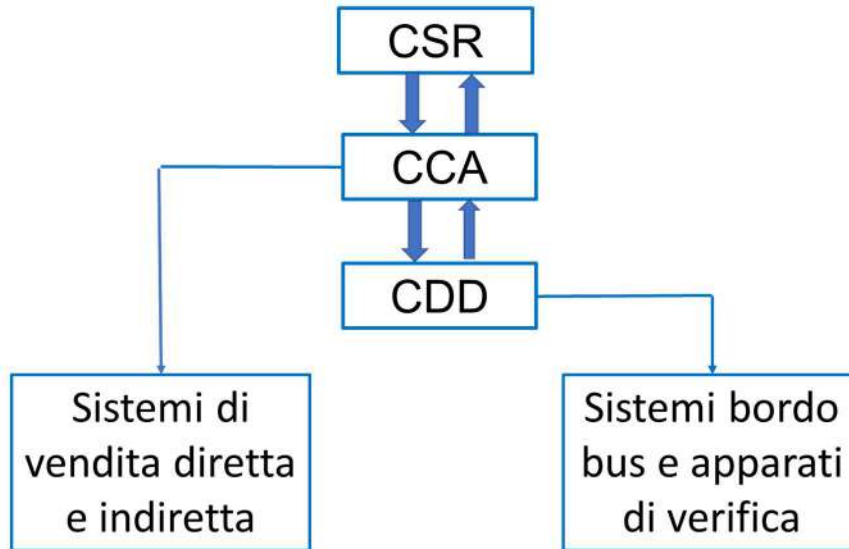 CSR
CCA
CDD
Sistemi di
vendita diretta
e indiretta
Sistemi bordo
bus e apparati
di verifica